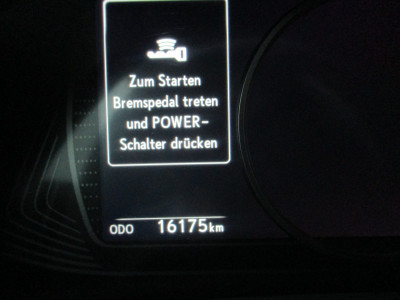 Zum Starten
Bremspedal treten
und POWER-
Schalter drücken
ODO 16175km